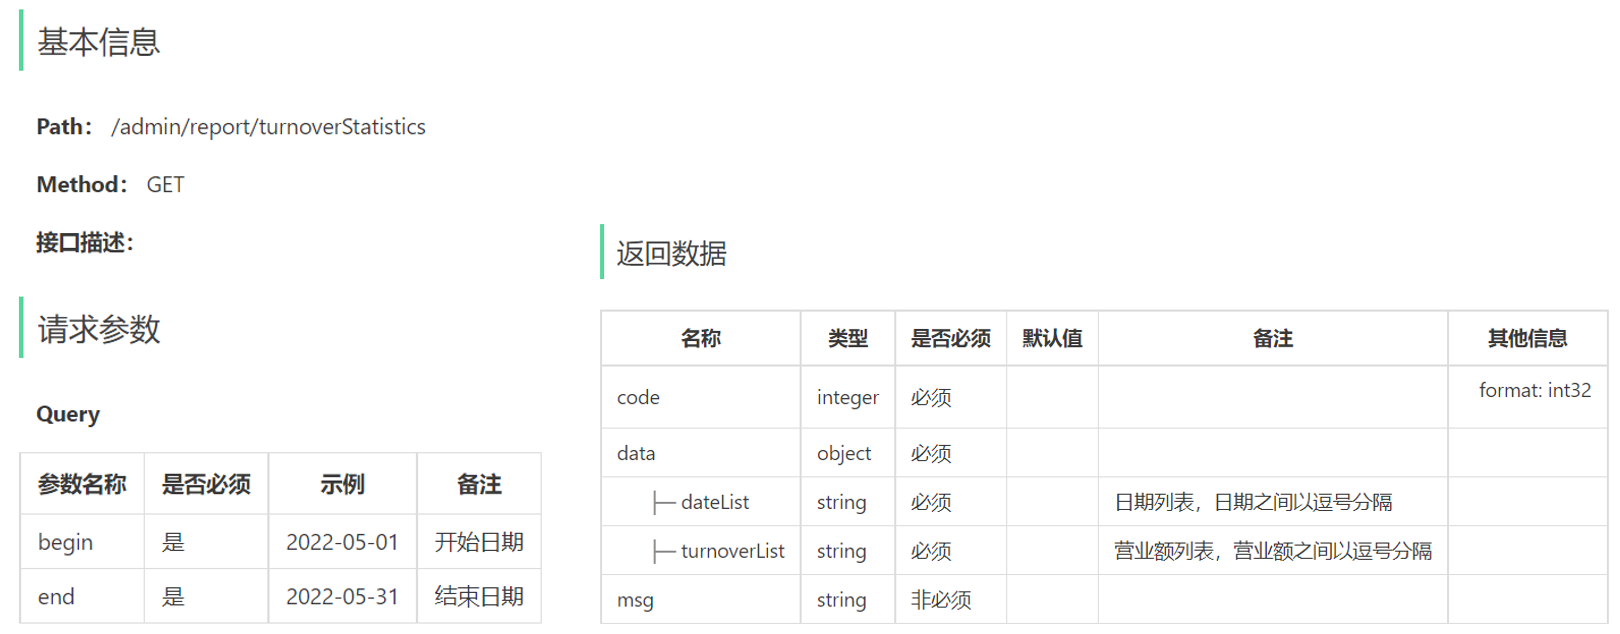 基本信息
Path： /admin/report/turnoverStatistics
Method： GET
接口描述：
请求参数
Query
参数名称 是否必须 示例 备注
begin 是 2022-05-01 开始日期
end 是 2022-05-31 结束日期
返回数据
名称 类型 是否必须 默认值 备注 其他信息
code integer 必须 format: int32
data object 必须
├─ dateList string 必须 日期列表，日期之间以逗号分隔
├─ turnoverList string 必须 营业额列表，营业额之间以逗号分隔
msg string 非必须